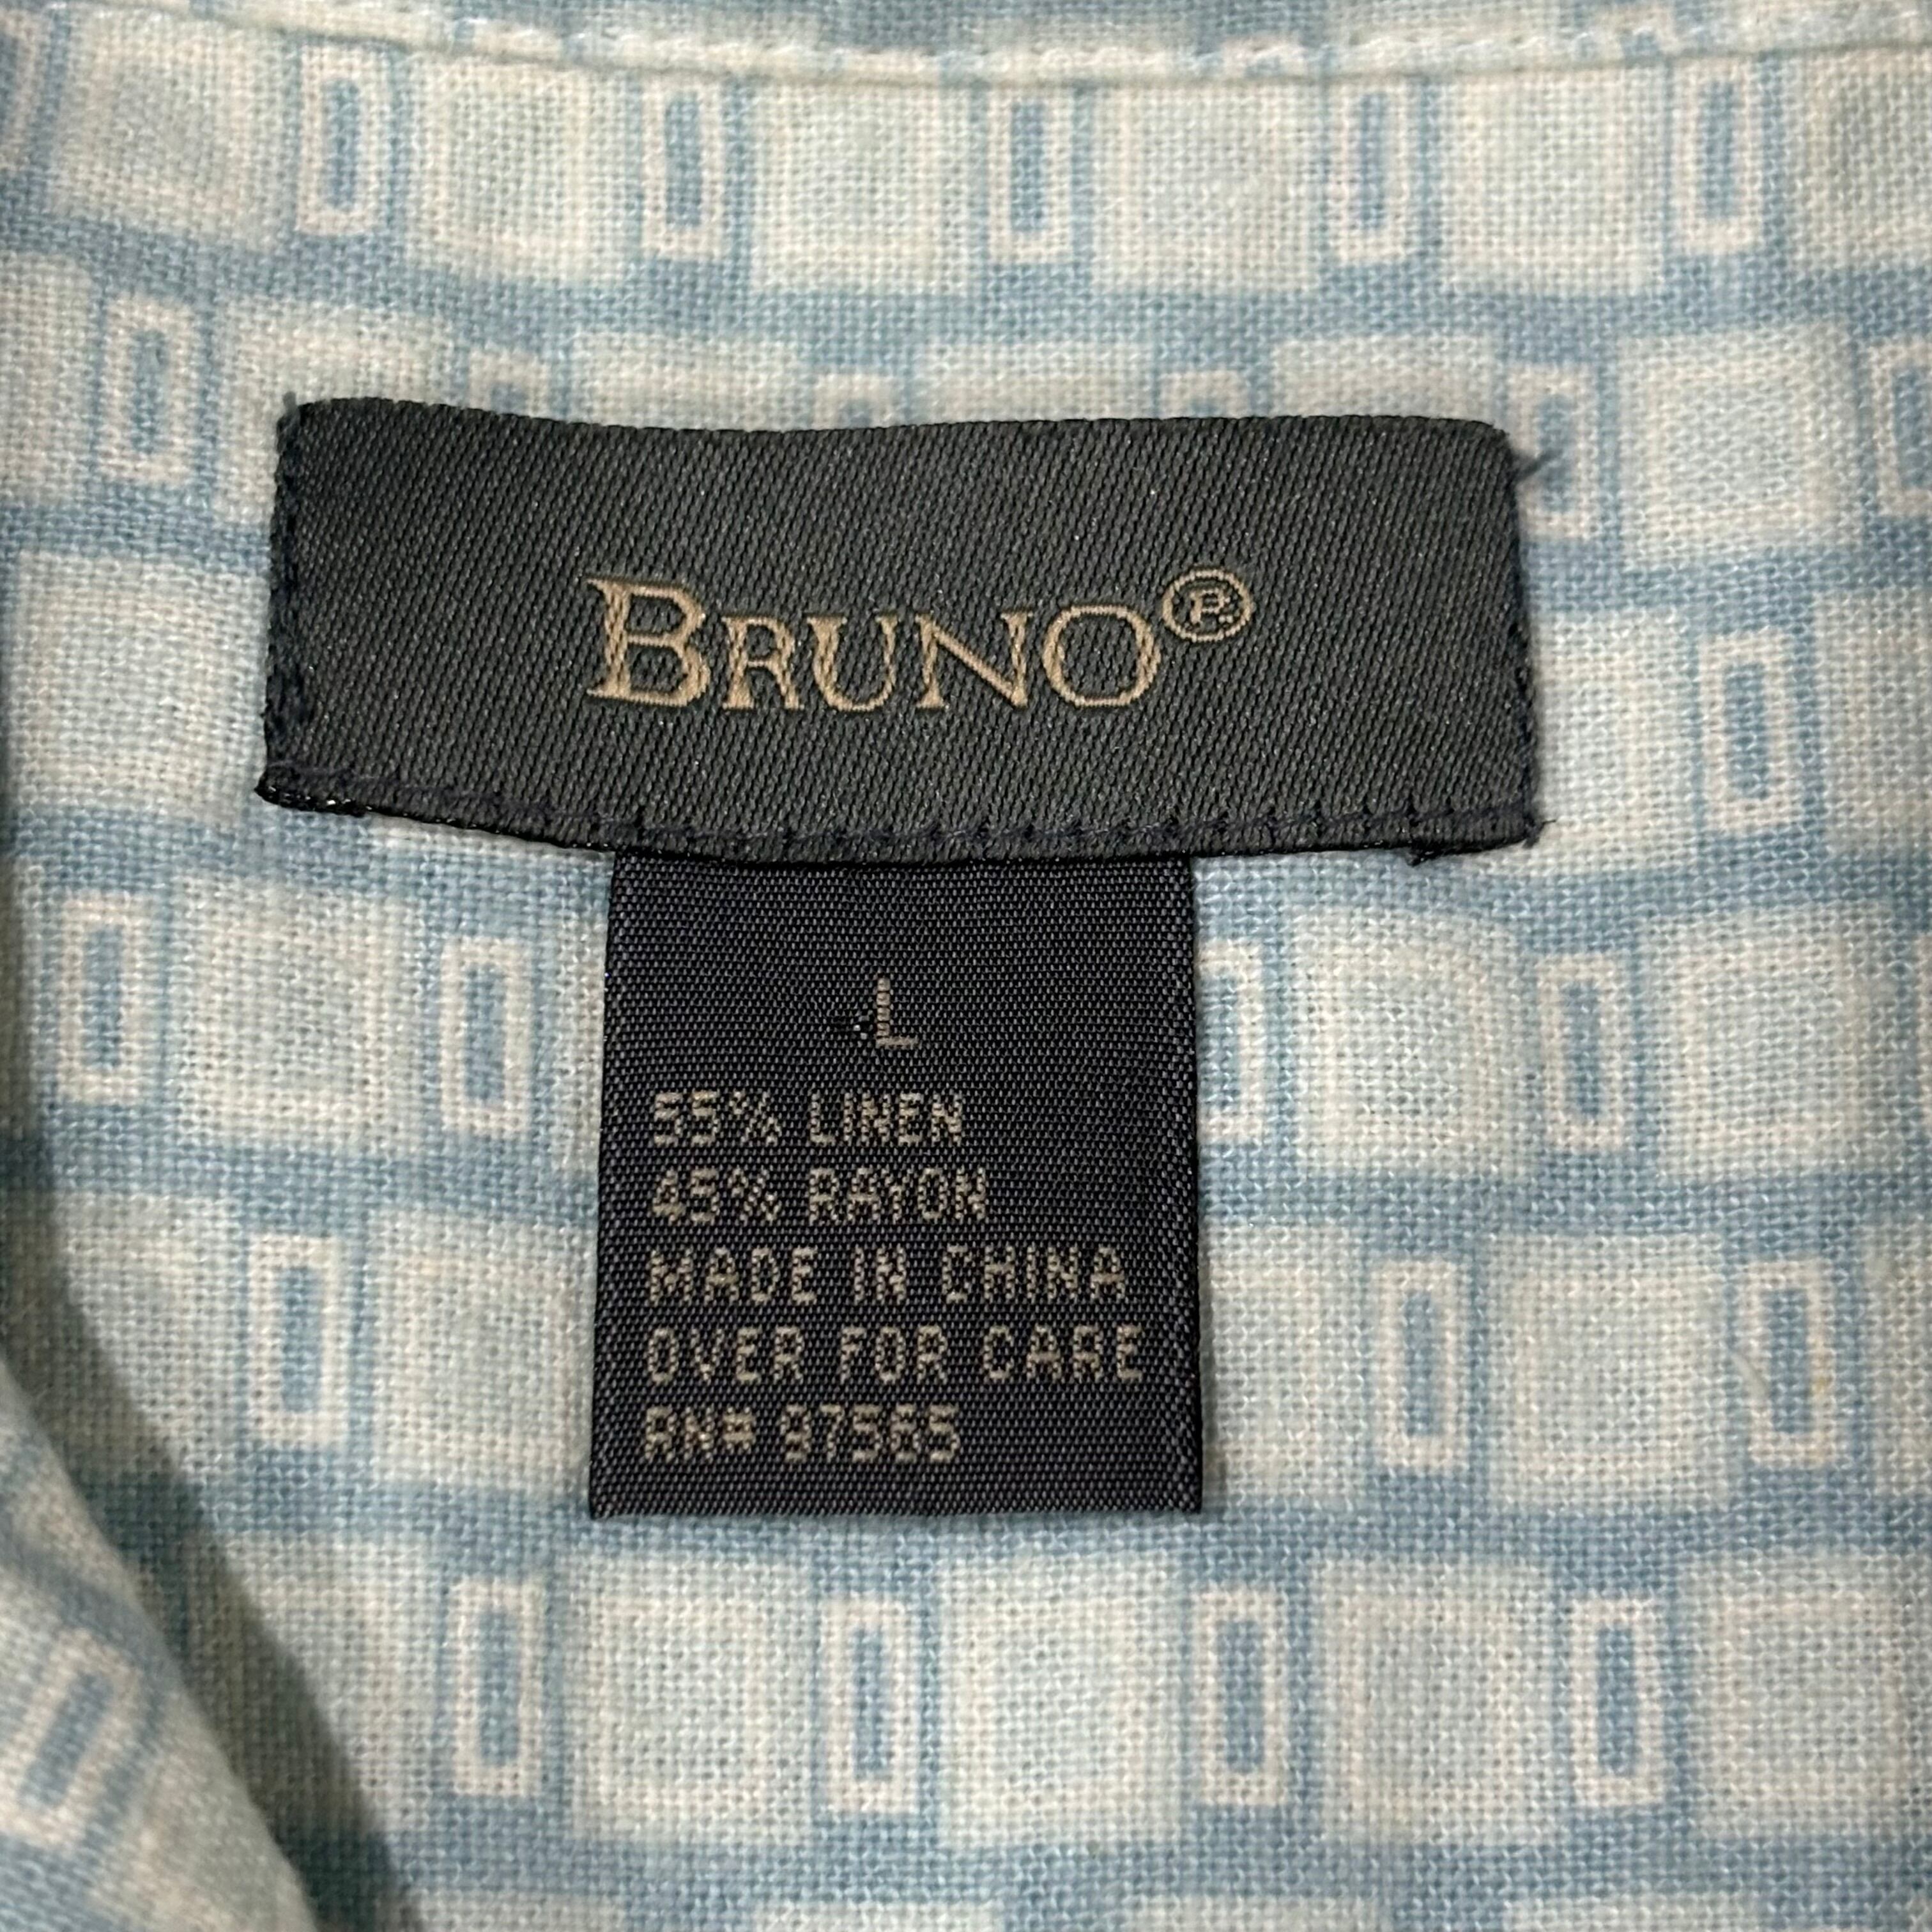 BRUNO®
L
55% LINEN
45% RAYON
MADE IN CHINA
OVER FOR CARE
RN# 97565